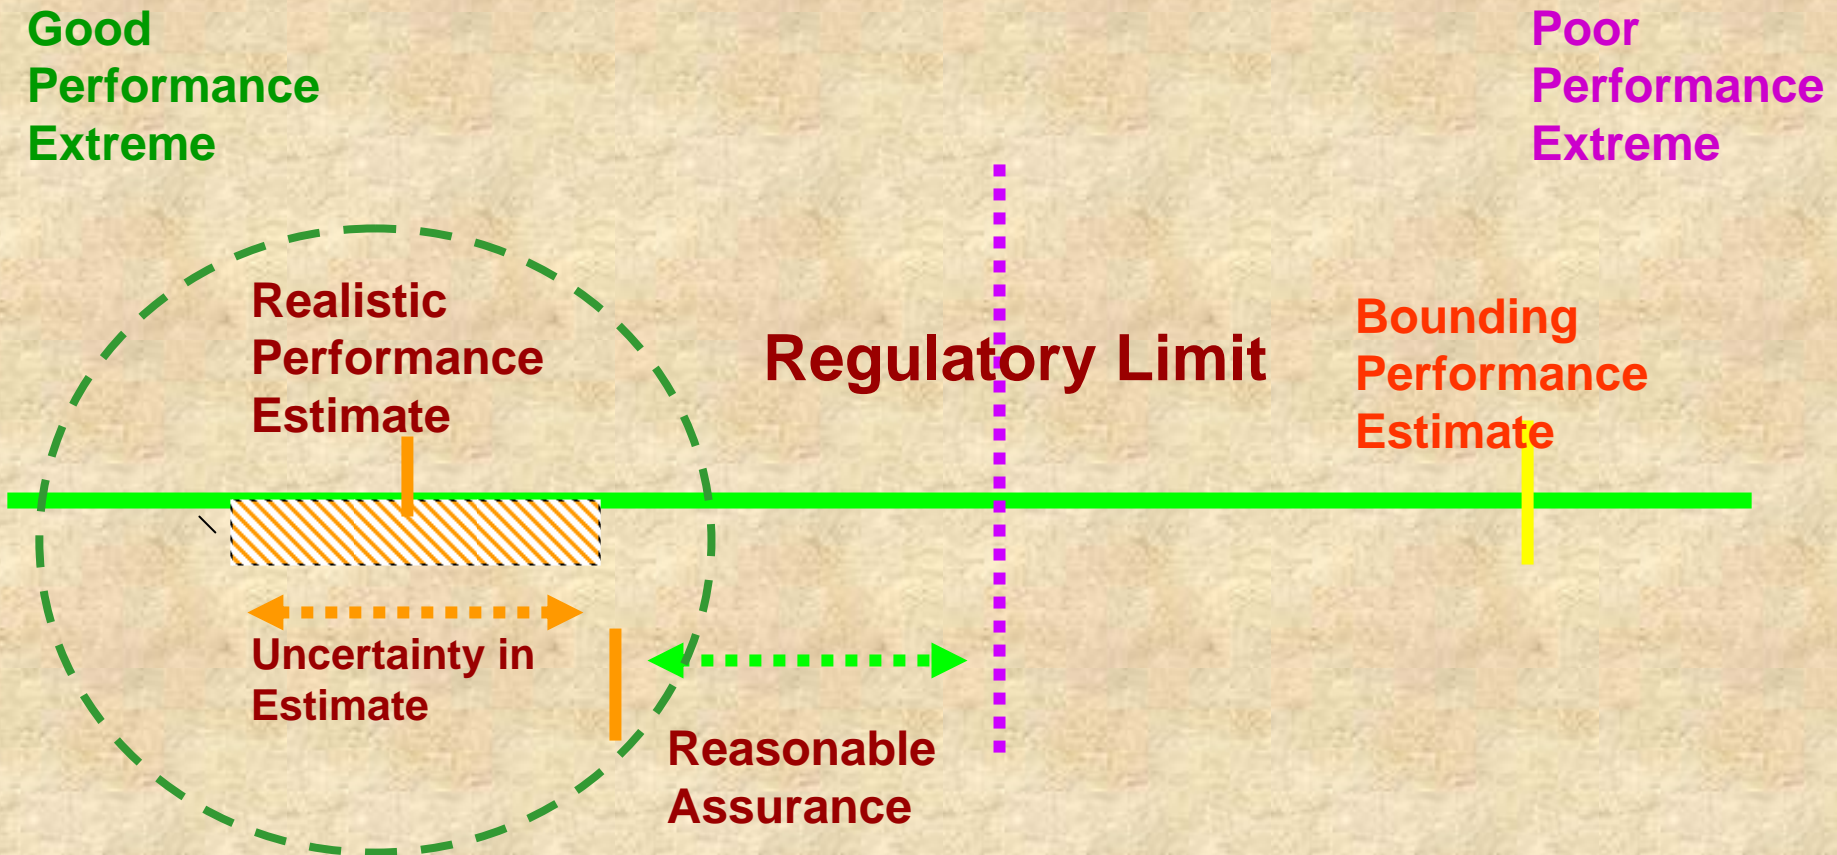 Good
Performance
Extreme
Poor
Performance
Extreme
Realistic
Performance
Estimate
Regulatory Limit
Bounding
Performance
Estimate
Uncertainty in
Estimate
Reasonable
Assurance